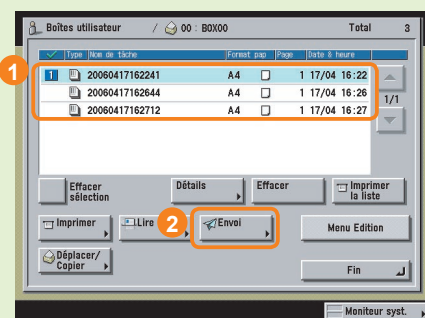 Boîtes utilisateur / 00 : BOX00 Total 3
Type Nom de tâche Format pap Page Date & heure
1 1 20060417162241 A4 1 17/04 16:22
20060417162644 A4 1 17/04 16:26
20060417162712 A4 1 17/04 16:27
1/1
Effacer sélection
Détails
Effacer
Imprimer la liste
Imprimer
Lire
2
Envoi
Menu Edition
Déplacer/
Copier
Fin
Moniteur syst.